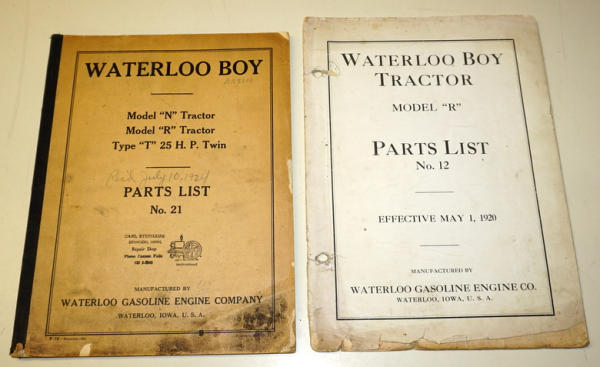 WATERLOO BOY
Model "N" Tractor
Model "R" Tractor
Type "T" 25 H. P. Twin
Rec'd July 10, 1924
PARTS LIST
No. 21
Repair Shop
MANUFACTURED BY
WATERLOO GASOLINE ENGINE COMPANY
WATERLOO, IOWA, U. S. A.
WATERLOO BOY
TRACTOR
MODEL "R"
PARTS LIST
No. 12
EFFECTIVE MAY 1, 1920
MANUFACTURED BY
WATERLOO GASOLINE ENGINE CO.
WATERLOO, IOWA, U. S. A.